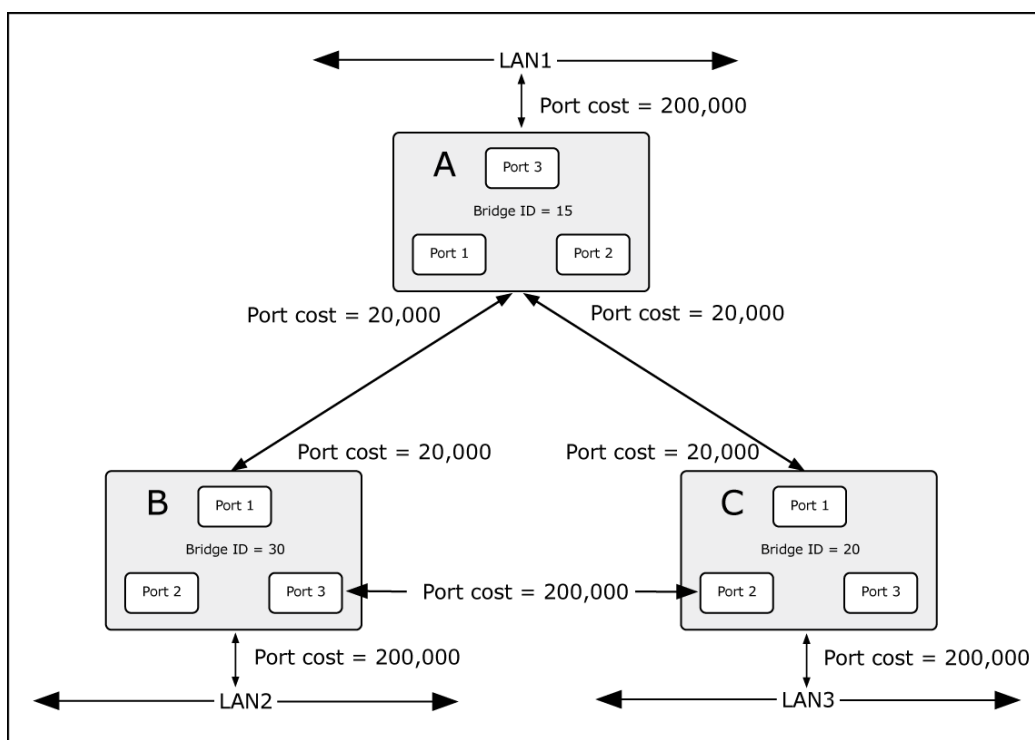 LAN1
Port cost = 200,000
A
Port 3
Bridge ID = 15
Port 1
Port 2
Port cost = 20,000
Port cost = 20,000
Port cost = 20,000
Port cost = 20,000
B
Port 1
Bridge ID = 30
Port 2
Port 3
C
Port 1
Bridge ID = 20
Port 2
Port 3
Port cost = 200,000
Port cost = 200,000
LAN2
Port cost = 200,000
LAN3